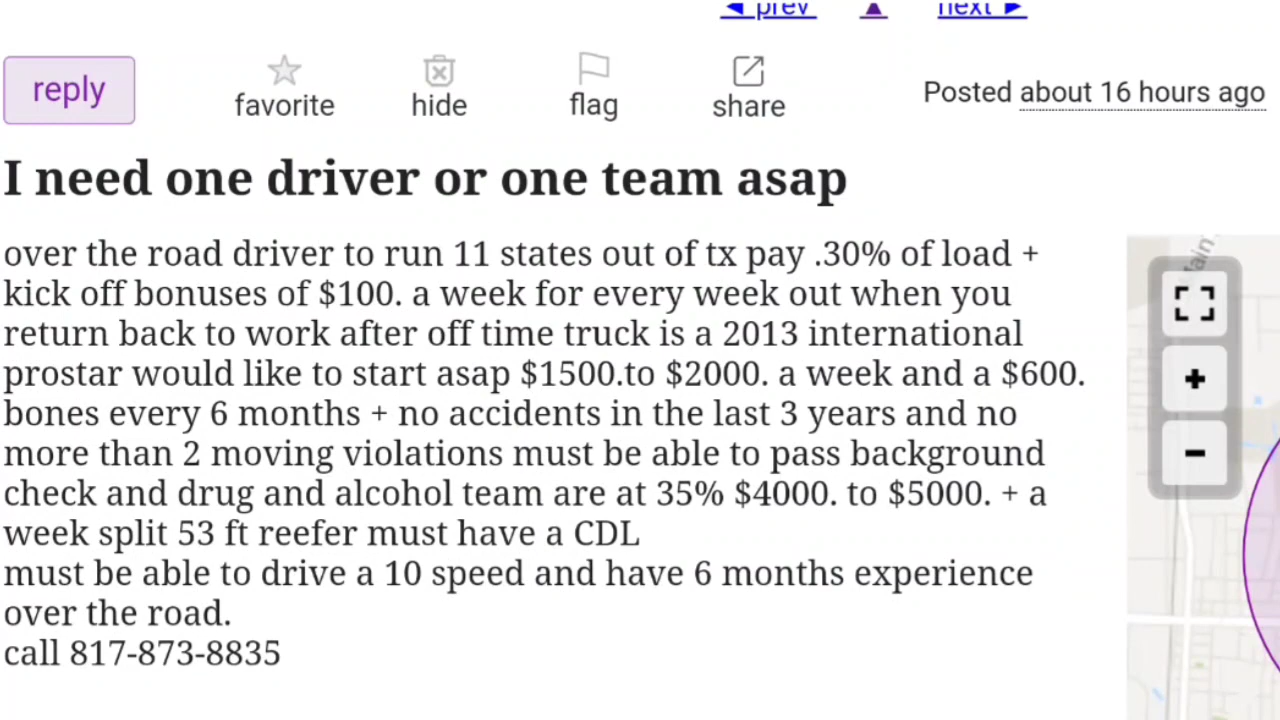 ◄ prev ▲ next ►
reply
favorite hide flag share Posted about 16 hours ago
I need one driver or one team asap
over the road driver to run 11 states out of tx pay .30% of load +
kick off bonuses of $100. a week for every week out when you
return back to work after off time truck is a 2013 international
prostar would like to start asap $1500.to $2000. a week and a $600.
bones every 6 months + no accidents in the last 3 years and no
more than 2 moving violations must be able to pass background
check and drug and alcohol team are at 35% $4000. to $5000. + a
week split 53 ft reefer must have a CDL
must be able to drive a 10 speed and have 6 months experience
over the road.
call 817-873-8835
Main
+
−